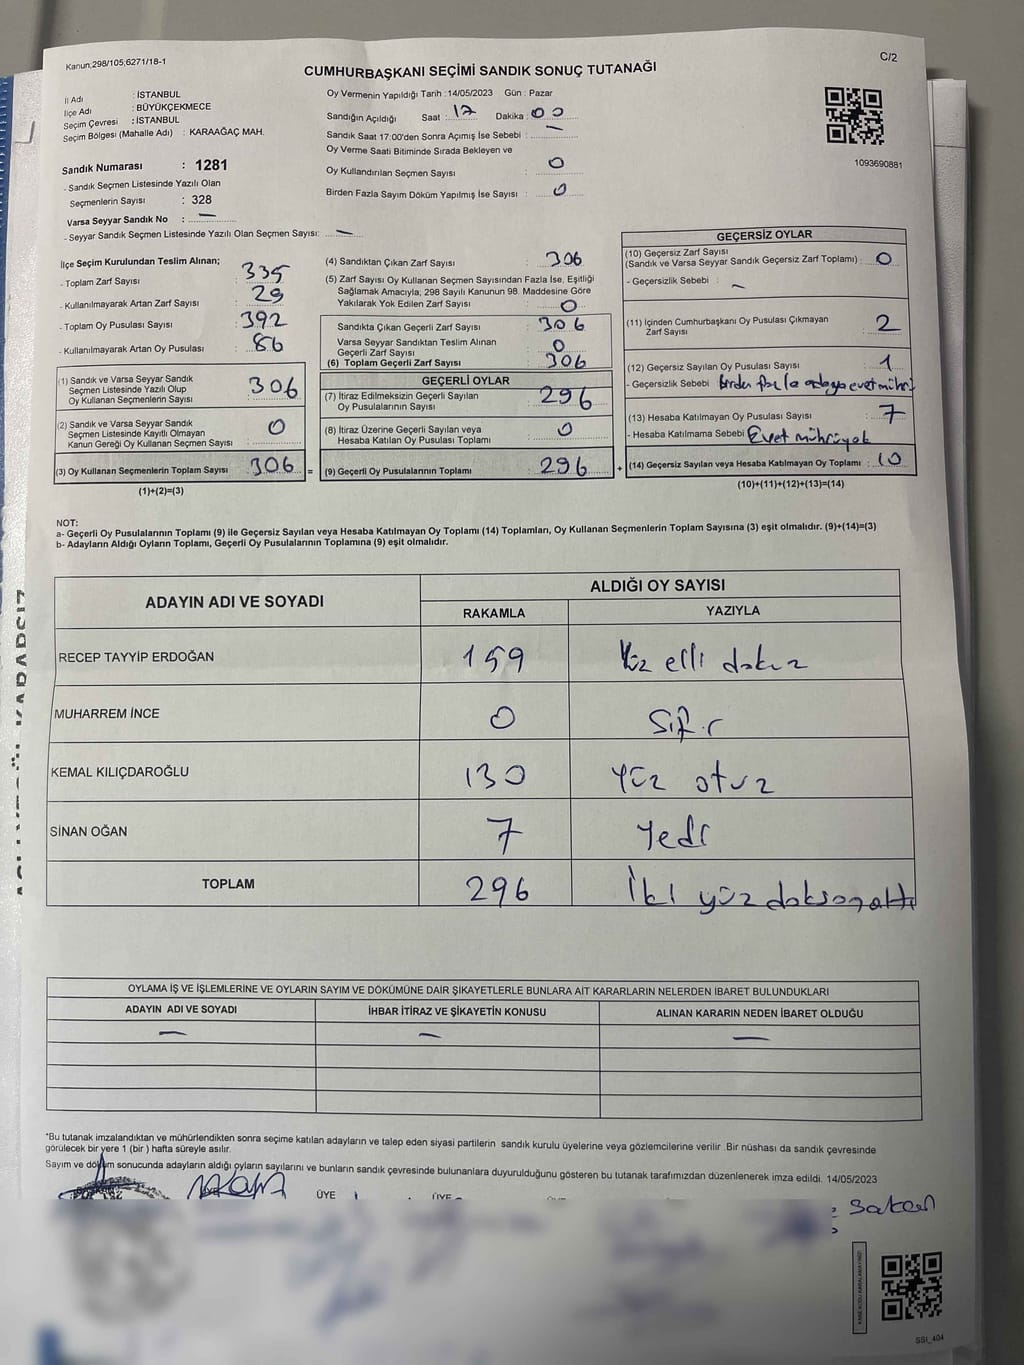 Kanun;298/105;6271/18-1
C/2
CUMHURBAŞKANI SEÇİMİ SANDIK SONUÇ TUTANAĞI
İl Adı : İSTANBUL
İlçe Adı : BÜYÜKÇEKMECE
Seçim Çevresi : İSTANBUL
Seçim Bölgesi (Mahalle Adı) : KARAAĞAÇ MAH.
Sandık Numarası : 1281
- Sandık Seçmen Listesinde Yazılı Olan
Seçmenlerin Sayısı : 328
Varsa Seyyar Sandık No : —
- Seyyar Sandık Seçmen Listesinde Yazılı Olan Seçmen Sayısı: —
Oy Vermenin Yapıldığı Tarih : 14/05/2023 Gün : Pazar
Sandığın Açıldığı Saat : 17 Dakika : 00
Sandık Saat 17:00'den Sonra Açımış İse Sebebi : —
Oy Verme Saati Bitiminde Sırada Bekleyen ve
Oy Kullandırılan Seçmen Sayısı : 0
Birden Fazla Sayım Döküm Yapılmış İse Sayısı : 0
1093690881
İlçe Seçim Kurulundan Teslim Alınan;
- Toplam Zarf Sayısı : 335
- Kullanılmayarak Artan Zarf Sayısı : 29
- Toplam Oy Pusulası Sayısı : 392
- Kullanılmayarak Artan Oy Pusulası : 86
(1) Sandık ve Varsa Seyyar Sandık
Seçmen Listesinde Yazılı Olup
Oy Kullanan Seçmenlerin Sayısı : 306
(2) Sandık ve Varsa Seyyar Sandık
Seçmen Listesinde Kayıtlı Olmayan
Kanun Gereği Oy Kullanan Seçmen Sayısı : 0
(3) Oy Kullanan Seçmenlerin Toplam Sayısı : 306 =
(1)+(2)=(3)
(4) Sandıktan Çıkan Zarf Sayısı : 306
(5) Zarf Sayısı Oy Kullanan Seçmen Sayısından Fazla İse, Eşitliği
Sağlamak Amacıyla; 298 Sayılı Kanunun 98. Maddesine Göre
Yakılarak Yok Edilen Zarf Sayısı : 0
Sandıkta Çıkan Geçerli Zarf Sayısı : 306
Varsa Seyyar Sandıktan Teslim Alınan
Geçerli Zarf Sayısı : 0
(6) Toplam Geçerli Zarf Sayısı : 306
GEÇERLİ OYLAR
(7) İtiraz Edilmeksizin Geçerli Sayılan
Oy Pusulalarının Sayısı : 296
(8) İtiraz Üzerine Geçerli Sayılan veya
Hesaba Katılan Oy Pusulası Toplamı : 0
(9) Geçerli Oy Pusulalarının Toplamı : 296 +
GEÇERSİZ OYLAR
(10) Geçersiz Zarf Sayısı
(Sandık ve Varsa Seyyar Sandık Geçersiz Zarf Toplamı) : 0
- Geçersizlik Sebebi : —
(11) İçinden Cumhurbaşkanı Oy Pusulası Çıkmayan
Zarf Sayısı : 2
(12) Geçersiz Sayılan Oy Pusulası Sayısı : 1
- Geçersizlik Sebebi : Birden fazla adaya evet mührü
(13) Hesaba Katılmayan Oy Pusulası Sayısı : 7
- Hesaba Katılmama Sebebi : Evet mührü yok
(14) Geçersiz Sayılan veya Hesaba Katılmayan Oy Toplamı : 10
(10)+(11)+(12)+(13)=(14)
NOT:
a- Geçerli Oy Pusulalarının Toplamı (9) ile Geçersiz Sayılan veya Hesaba Katılmayan Oy Toplamı (14) Toplamları, Oy Kullanan Seçmenlerin Toplam Sayısına (3) eşit olmalıdır. (9)+(14)=(3)
b- Adayların Aldığı Oyların Toplamı, Geçerli Oy Pusulalarının Toplamına (9) eşit olmalıdır.
ADAYIN ADI VE SOYADI
ALDIĞI OY SAYISI
RAKAMLA YAZIYLA
RECEP TAYYİP ERDOĞAN 159 Yüz elli dokuz
MUHARREM İNCE 0 Sıfır
KEMAL KILIÇDAROĞLU 130 Yüz otuz
SİNAN OĞAN 7 Yedi
TOPLAM 296 İki yüz doksan altı
OYLAMA İŞ VE İŞLEMLERİNE VE OYLARIN SAYIM VE DÖKÜMÜNE DAİR ŞİKAYETLERLE BUNLARA AİT KARARLARIN NELERDEN İBARET BULUNDUKLARI
ADAYIN ADI VE SOYADI İHBAR İTİRAZ VE ŞİKAYETİN KONUSU ALINAN KARARIN NEDEN İBARET OLDUĞU
— — —
*Bu tutanak imzalandıktan ve mühürlendikten sonra seçime katılan adayların ve talep eden siyasi partilerin sandık kurulu üyelerine veya gözlemcilerine verilir Bir nüshası da sandık çevresinde
görülecek bir yere 1 (bir ) hafta süreyle asılır.
Sayım ve döküm sonucunda adayların aldığı oyların sayılarını ve bunların sandık çevresinde bulunanlara duyurulduğunu gösteren bu tutanak tarafımızdan düzenlenerek imza edildi. 14/05/2023
ÜYE ÜYE
SSI_404